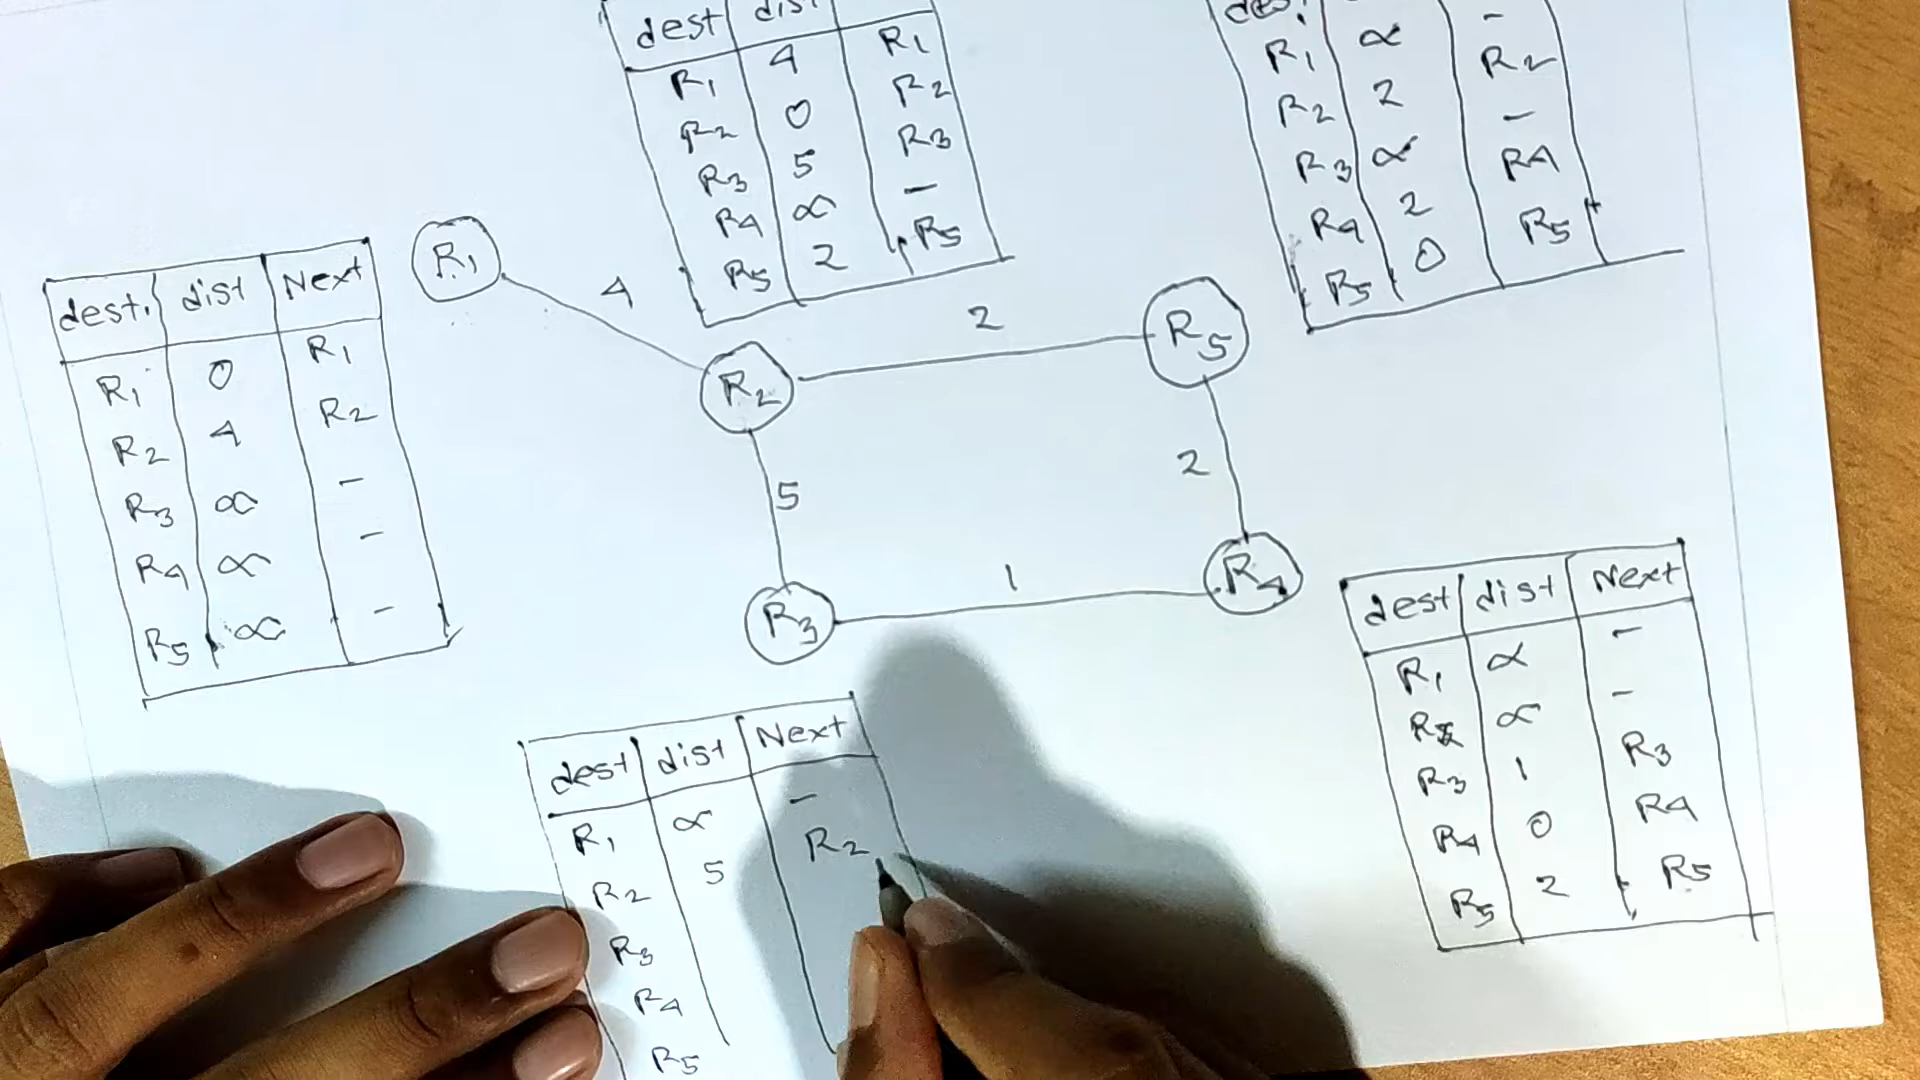 dest dist
R1 4 R1
R2 0 R2
R3 5 R3
R4 ∝ -
R5 2 R5
dest. -
R1 ∝ R2
R2 2 -
R3 ∝ R4
R4 2 R5
R5 0
dest. dist Next
R1 0 R1
R2 4 R2
R3 ∝ -
R4 ∝ -
R5 ∝ -
R1
4
R2
2
R5
5
2
R3
1
R4
dest dist Next
R1 ∝ -
R2 5 R2
R3
R4
R5
dest dist Next
R1 ∝ -
R2 ∝ -
R3 1 R3
R4 0 R4
R5 2 R5